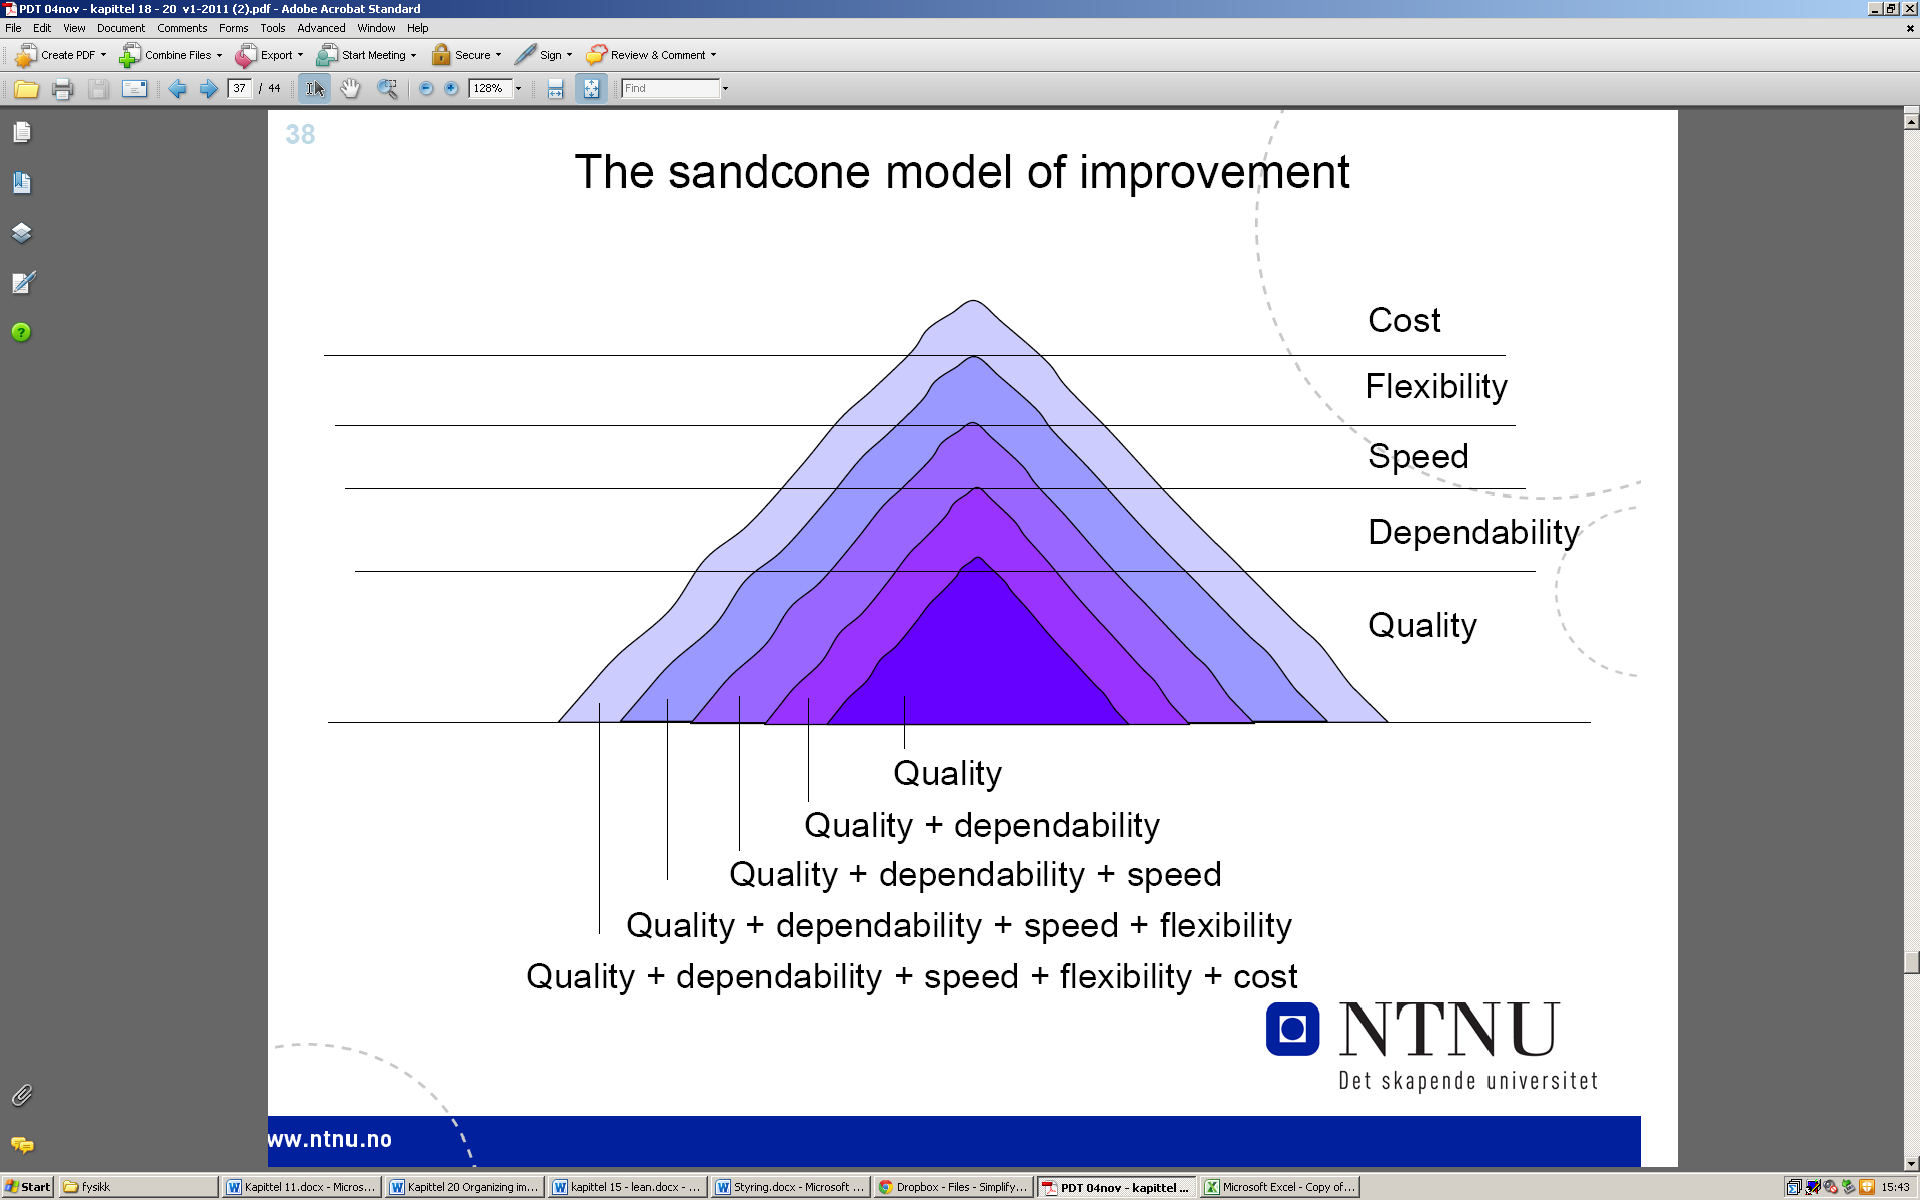 PDT 04nov - kapittel 18 - 20 v1-2011 (2).pdf - Adobe Acrobat Standard
File Edit View Document Comments Forms Tools Advanced Window Help
Create PDF Combine Files Export Start Meeting Secure Sign Review & Comment
37 / 44 128% Find
38
The sandcone model of improvement
Cost
Flexibility
Speed
Dependability
Quality
Quality
Quality + dependability
Quality + dependability + speed
Quality + dependability + speed + flexibility
Quality + dependability + speed + flexibility + cost
NTNU
Det skapende universitet
ww.ntnu.no
Start fysikk Kapittel 11.docx - Micros... Kapittel 20 Organizing im... kapittel 15 - lean.docx - ... Styring.docx - Microsoft ... Dropbox - Files - Simplify... PDT 04nov - kapittel ... Microsoft Excel - Copy of... 15:43